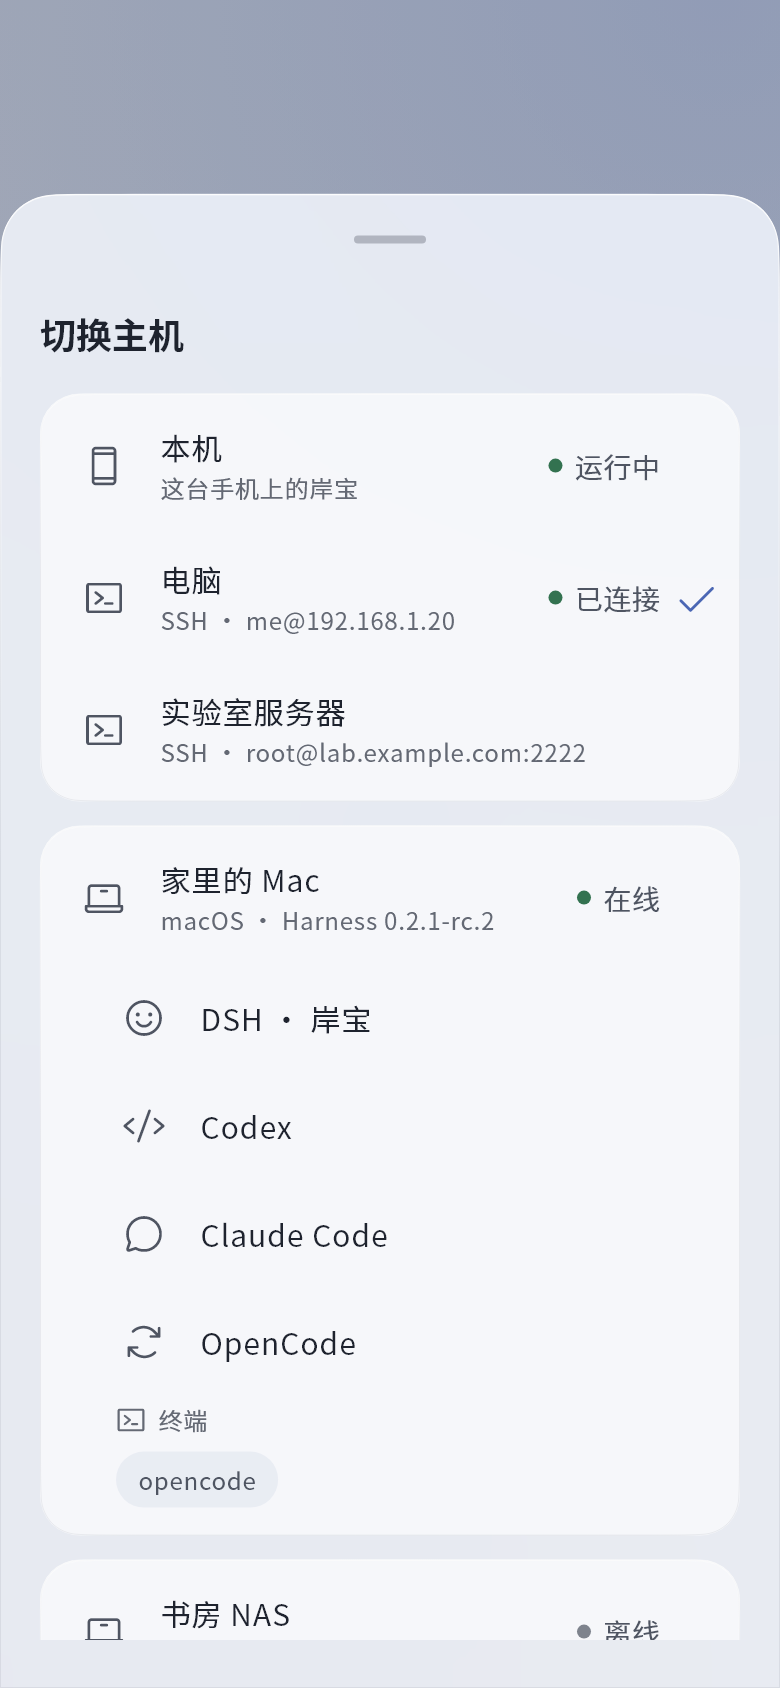 切换主机
本机
这台手机上的岸宝
运行中
电脑
SSH · me@192.168.1.20
已连接
实验室服务器
SSH · root@lab.example.com:2222
家里的 Mac
macOS · Harness 0.2.1-rc.2
在线
DSH · 岸宝
Codex
Claude Code
OpenCode
终端
opencode
书房 NAS
离线